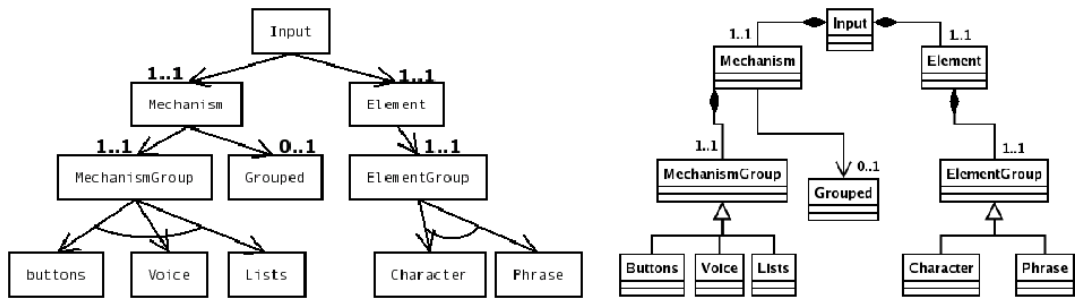 Input
1..1 1..1
Mechanism Element
1..1 0..1 1..1
MechanismGroup Grouped ElementGroup
buttons Voice Lists Character Phrase
Input
1..1 1..1
Mechanism Element
1..1 1..1
MechanismGroup ElementGroup
0..1
Grouped
Buttons Voice Lists Character Phrase